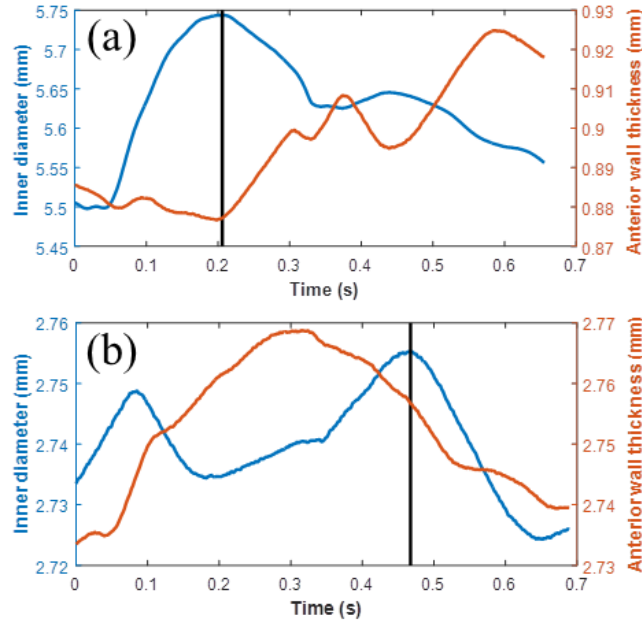 (a)
Inner diameter (mm)
5.75
5.7
5.65
5.6
5.55
5.5
5.45
Anterior wall thickness (mm)
0.93
0.92
0.91
0.9
0.89
0.88
0.87
0 0.1 0.2 0.3 0.4 0.5 0.6 0.7
Time (s)
(b)
Inner diameter (mm)
2.76
2.75
2.74
2.73
2.72
Anterior wall thickness (mm)
2.77
2.76
2.75
2.74
2.73
0 0.1 0.2 0.3 0.4 0.5 0.6 0.7
Time (s)